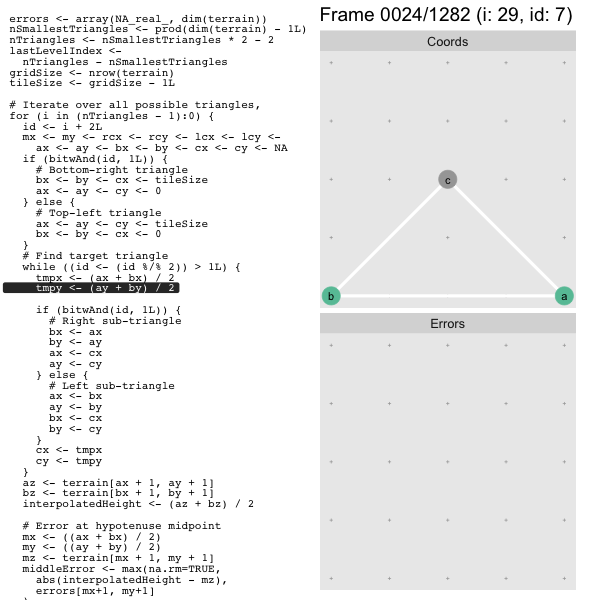 errors <- array(NA_real_, dim(terrain))
nSmallestTriangles <- prod(dim(terrain) - 1L)
nTriangles <- nSmallestTriangles * 2 - 2
lastLevelIndex <-
  nTriangles - nSmallestTriangles
gridSize <- nrow(terrain)
tileSize <- gridSize - 1L
# Iterate over all possible triangles,
for (i in (nTriangles - 1):0) {
  id <- i + 2L
  mx <- my <- rcx <- rcy <- lcx <- lcy <-
    ax <- ay <- bx <- by <- cx <- cy <- NA
  if (bitwAnd(id, 1L)) {
    # Bottom-right triangle
    bx <- by <- cx <- tileSize
    ax <- ay <- cy <- 0
  } else {
    # Top-left triangle
    ax <- ay <- cy <- tileSize
    bx <- by <- cx <- 0
  }
  # Find target triangle
  while ((id <- (id %/% 2)) > 1L) {
    tmpx <- (ax + bx) / 2
    tmpy <- (ay + by) / 2
    if (bitwAnd(id, 1L)) {
      # Right sub-triangle
      bx <- ax
      by <- ay
      ax <- cx
      ay <- cy
    } else {
      # Left sub-triangle
      ax <- bx
      ay <- by
      bx <- cx
      by <- cy
    }
    cx <- tmpx
    cy <- tmpy
  }
  az <- terrain[ax + 1, ay + 1]
  bz <- terrain[bx + 1, by + 1]
  interpolatedHeight <- (az + bz) / 2
  # Error at hypotenuse midpoint
  mx <- ((ax + bx) / 2)
  my <- ((ay + by) / 2)
  mz <- terrain[mx + 1, my + 1]
  middleError <- max(na.rm=TRUE,
    abs(interpolatedHeight - mz),
    errors[mx+1, my+1]
Frame 0024/1282 (i: 29, id: 7)
Coords
c
b
a
Errors